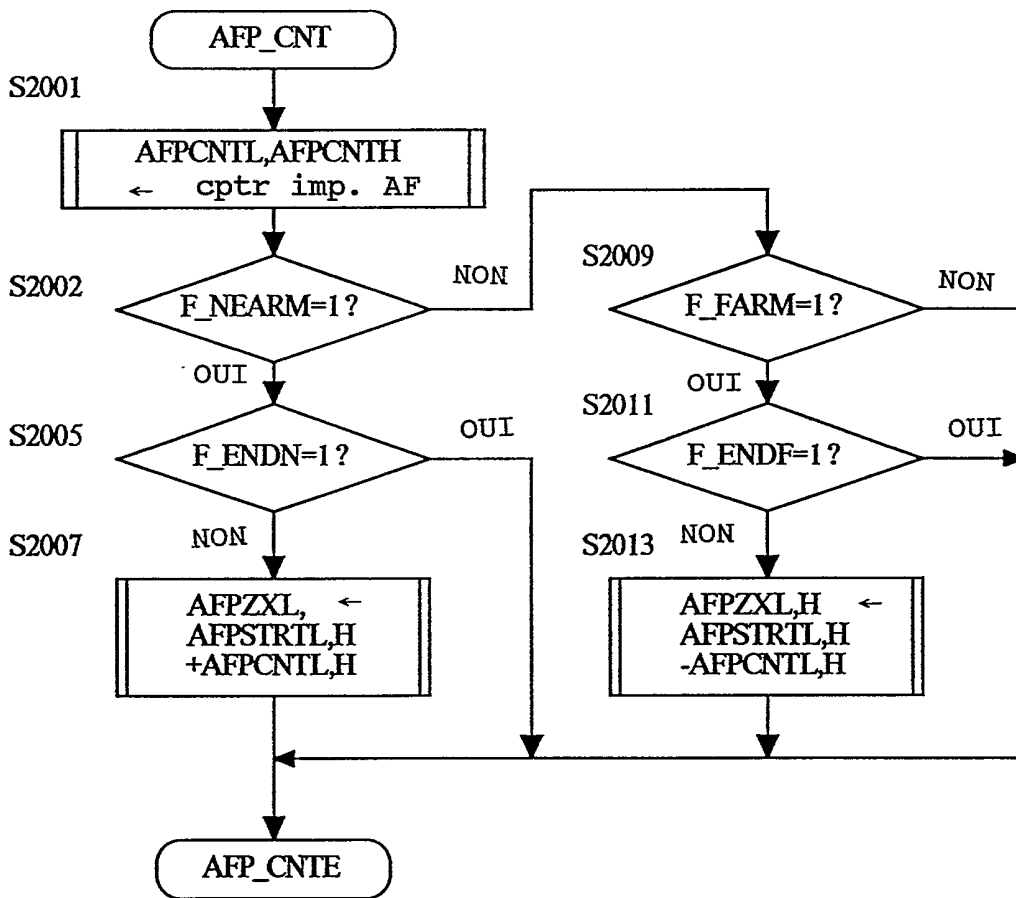 AFP_CNT
S2001
AFPCNTL,AFPCNTH
← cptr imp. AF
S2002
F_NEARM=1?
NON
OUI
S2005
F_ENDN=1?
OUI
NON
S2007
AFPZXL, ←
AFPSTRTL,H
+AFPCNTL,H
S2009
F_FARM=1?
NON
OUI
S2011
F_ENDF=1?
OUI
NON
S2013
AFPZXL,H ←
AFPSTRTL,H
-AFPCNTL,H
AFP_CNTE